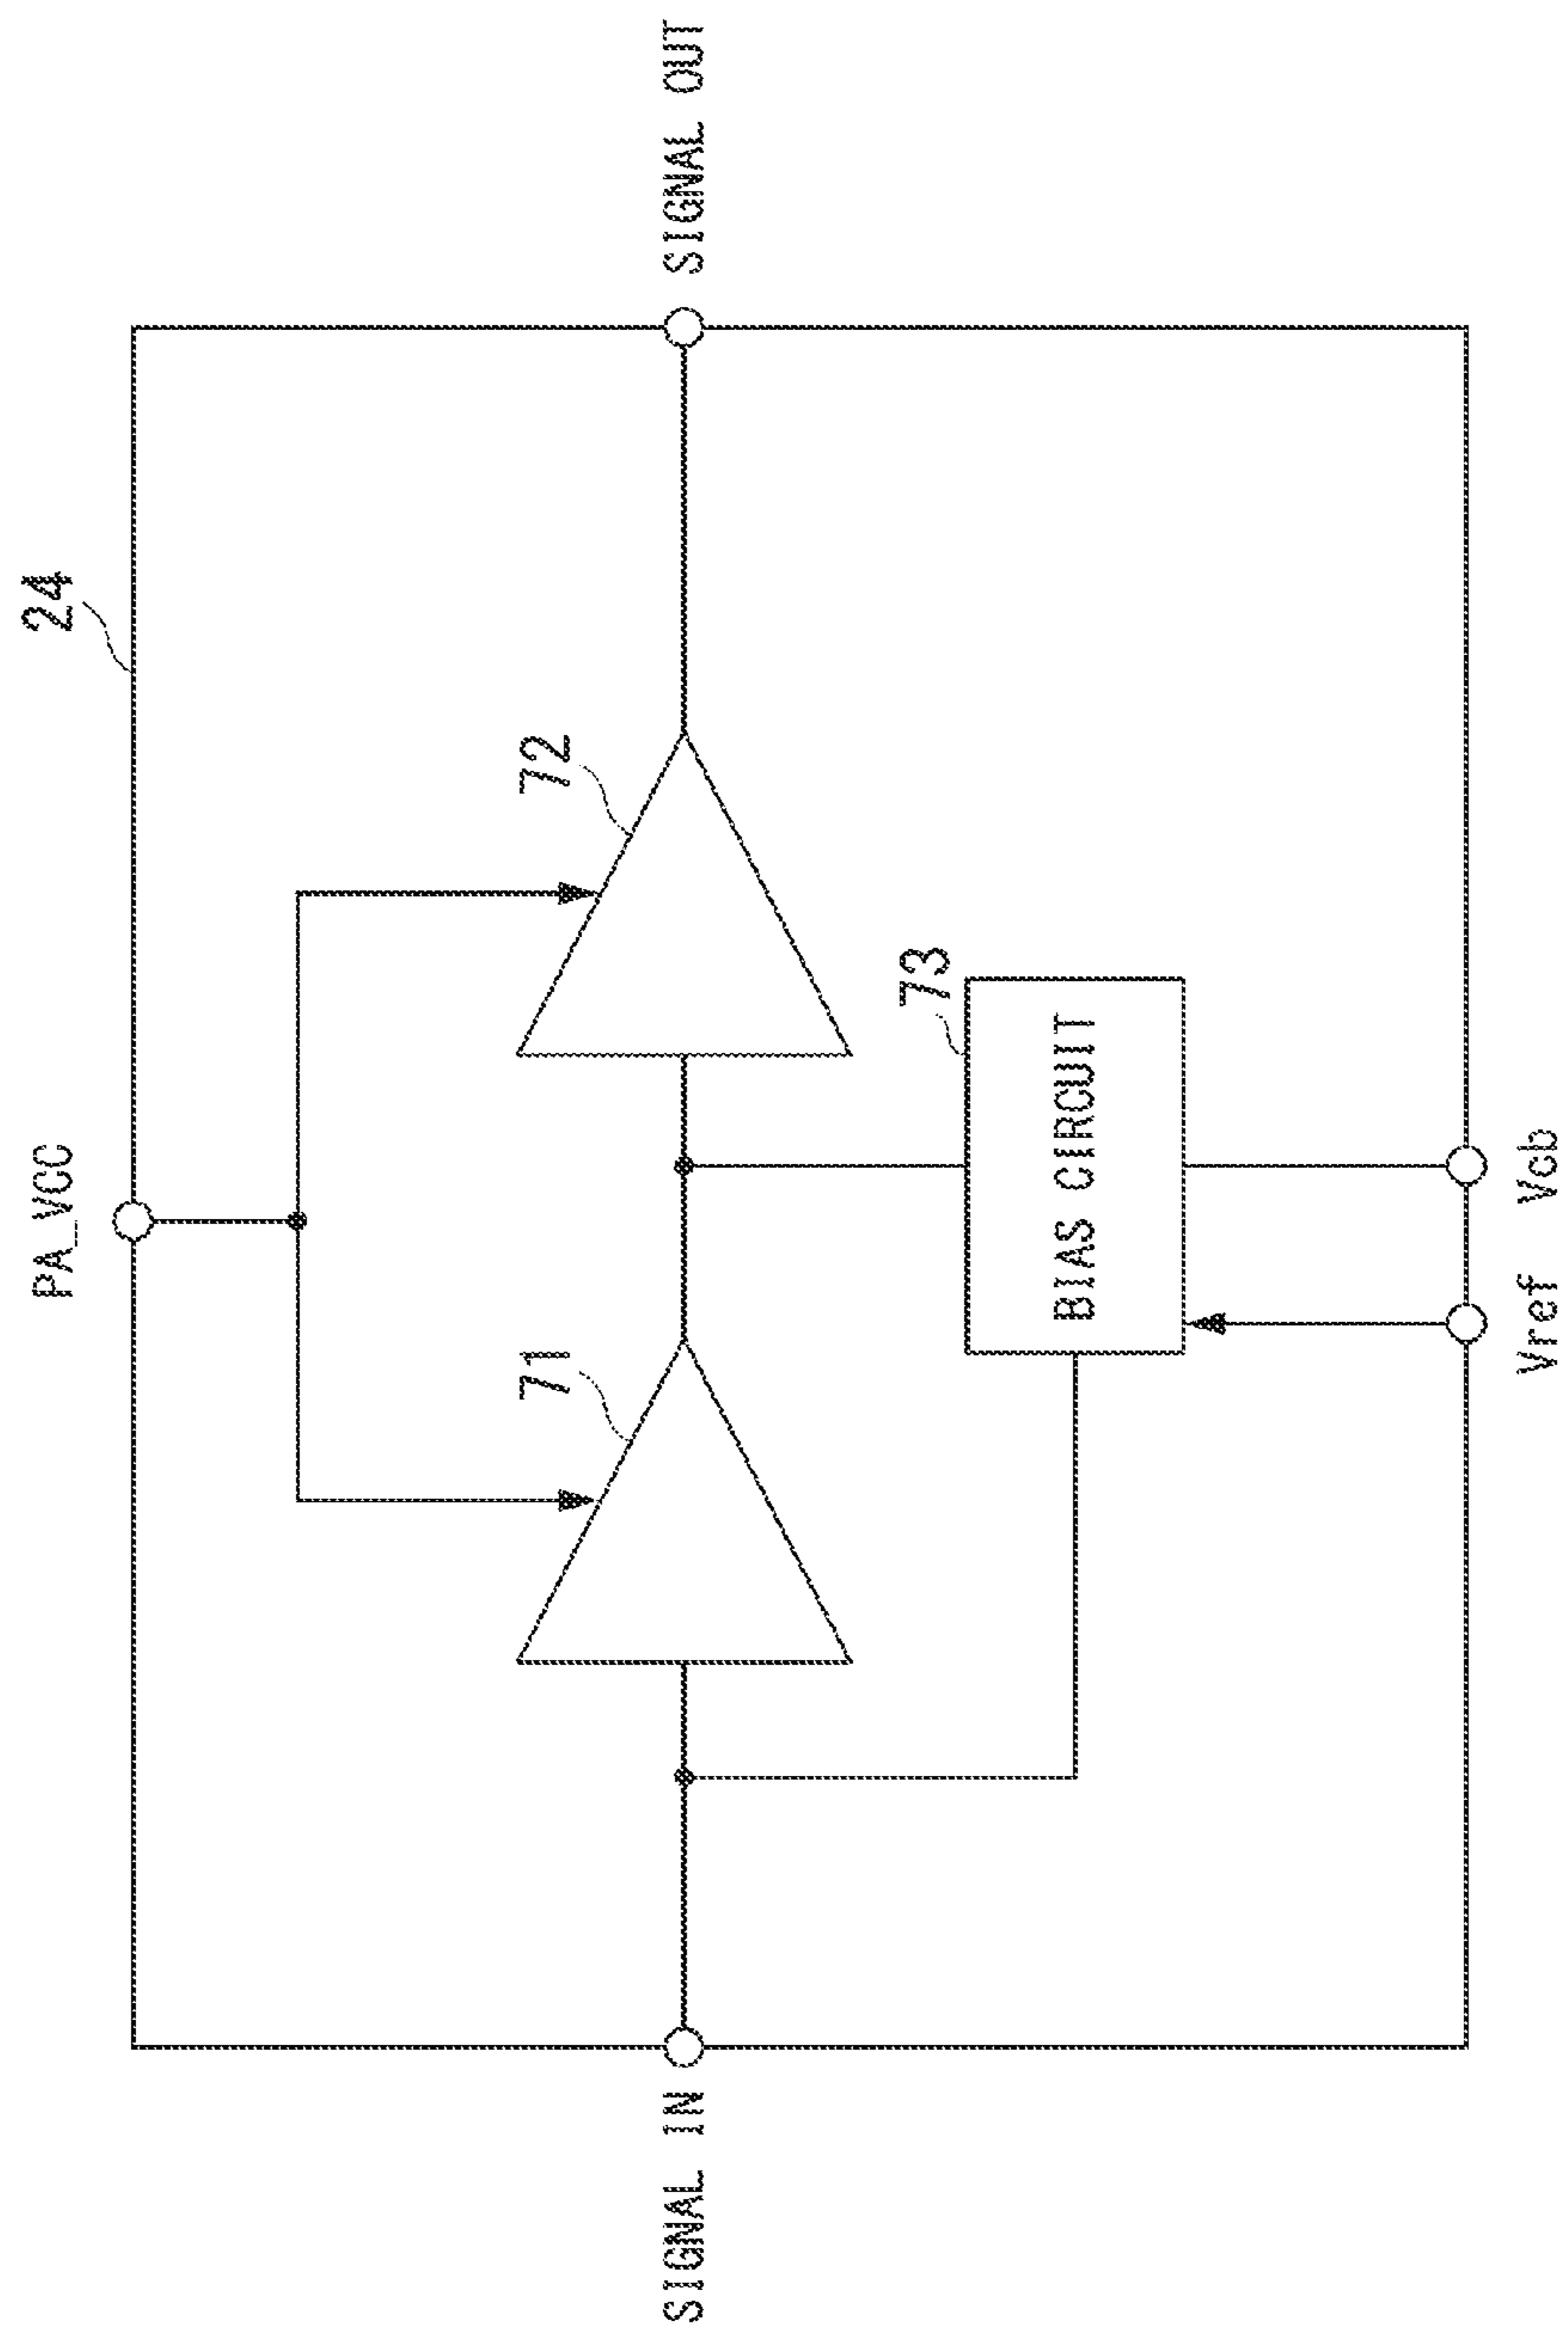 PA_VCC
24
72
71
SIGNAL IN
SIGNAL OUT
73
BIAS CIRCUIT
Vref
Vcb